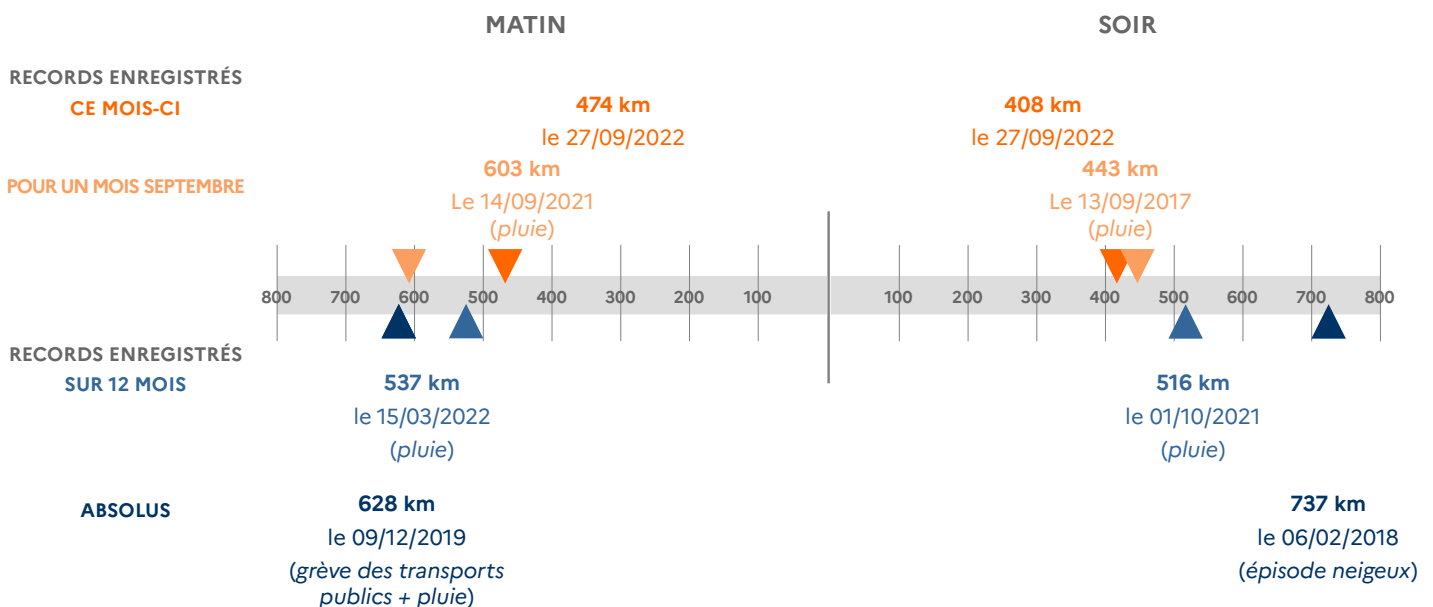 MATIN
SOIR
RECORDS ENREGISTRÉS
CE MOIS-CI
474 km
le 27/09/2022
408 km
le 27/09/2022
POUR UN MOIS SEPTEMBRE
603 km
Le 14/09/2021
(pluie)
443 km
Le 13/09/2017
(pluie)
800 700 600 500 400 300 200 100 100 200 300 400 500 600 700 800
RECORDS ENREGISTRÉS
SUR 12 MOIS
537 km
le 15/03/2022
(pluie)
516 km
le 01/10/2021
(pluie)
ABSOLUS
628 km
le 09/12/2019
(grève des transports
publics + pluie)
737 km
le 06/02/2018
(épisode neigeux)